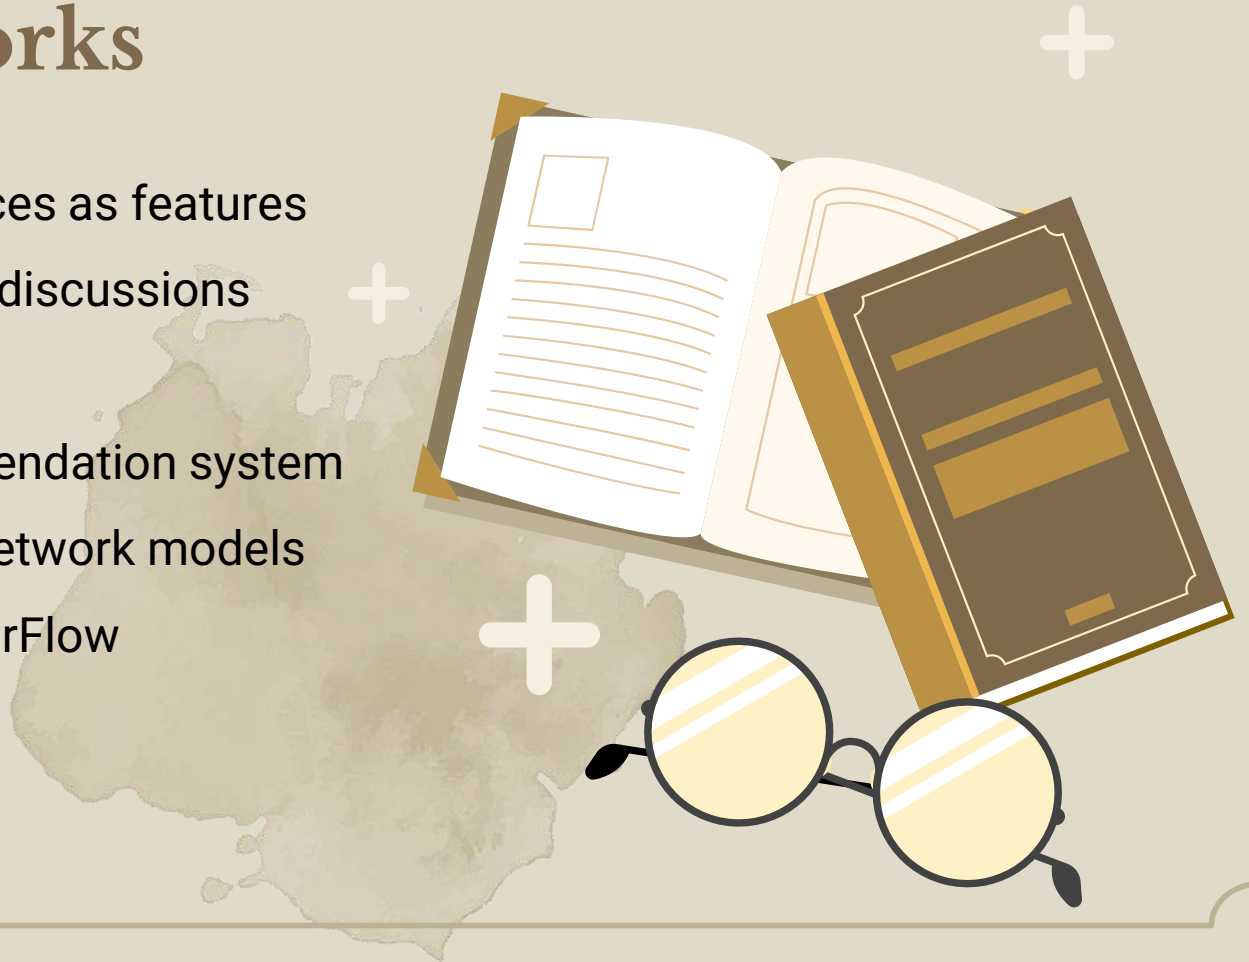 orks
ces as features
discussions
endation system
etwork models
rFlow